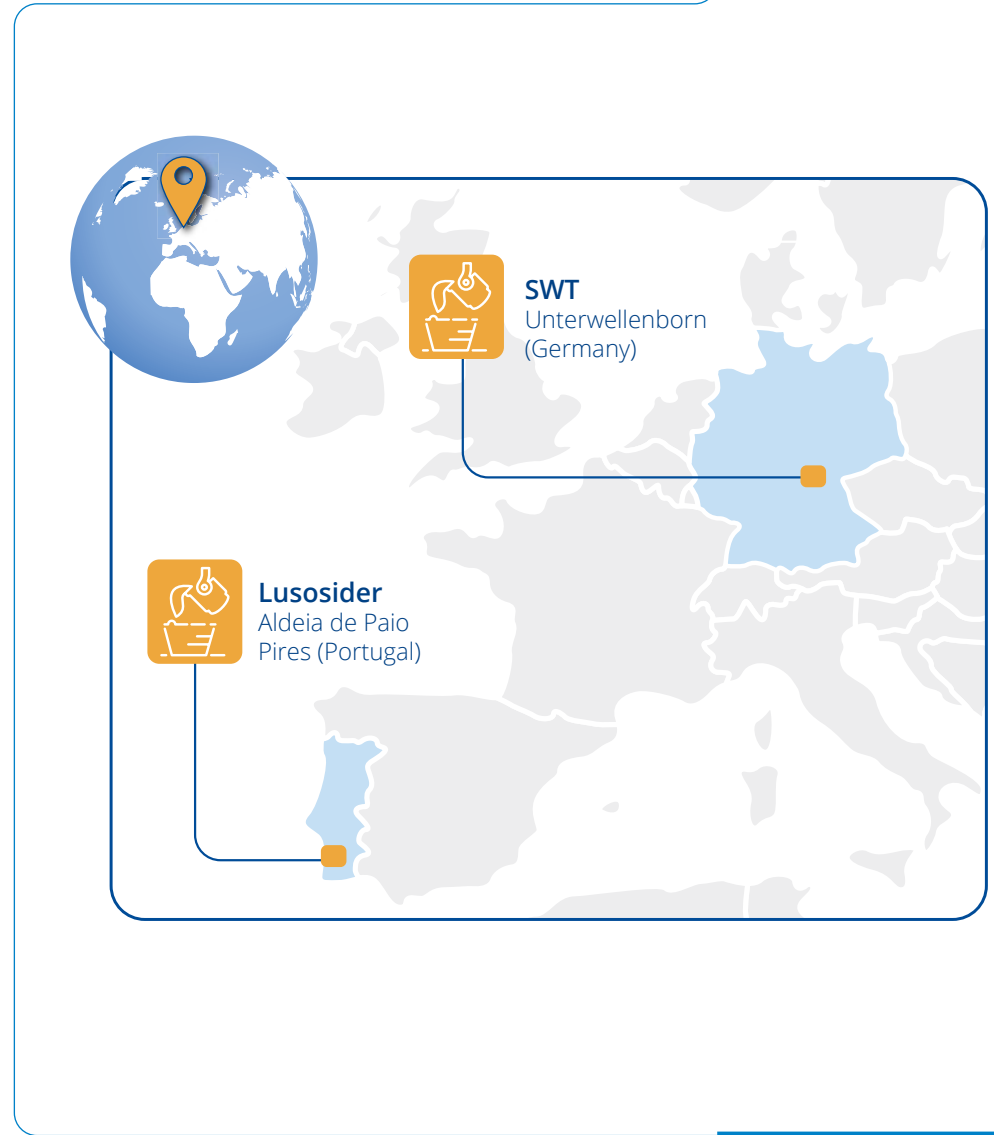 SWT
Unterwellenborn
(Germany)
Lusosider
Aldeia de Paio
Pires (Portugal)